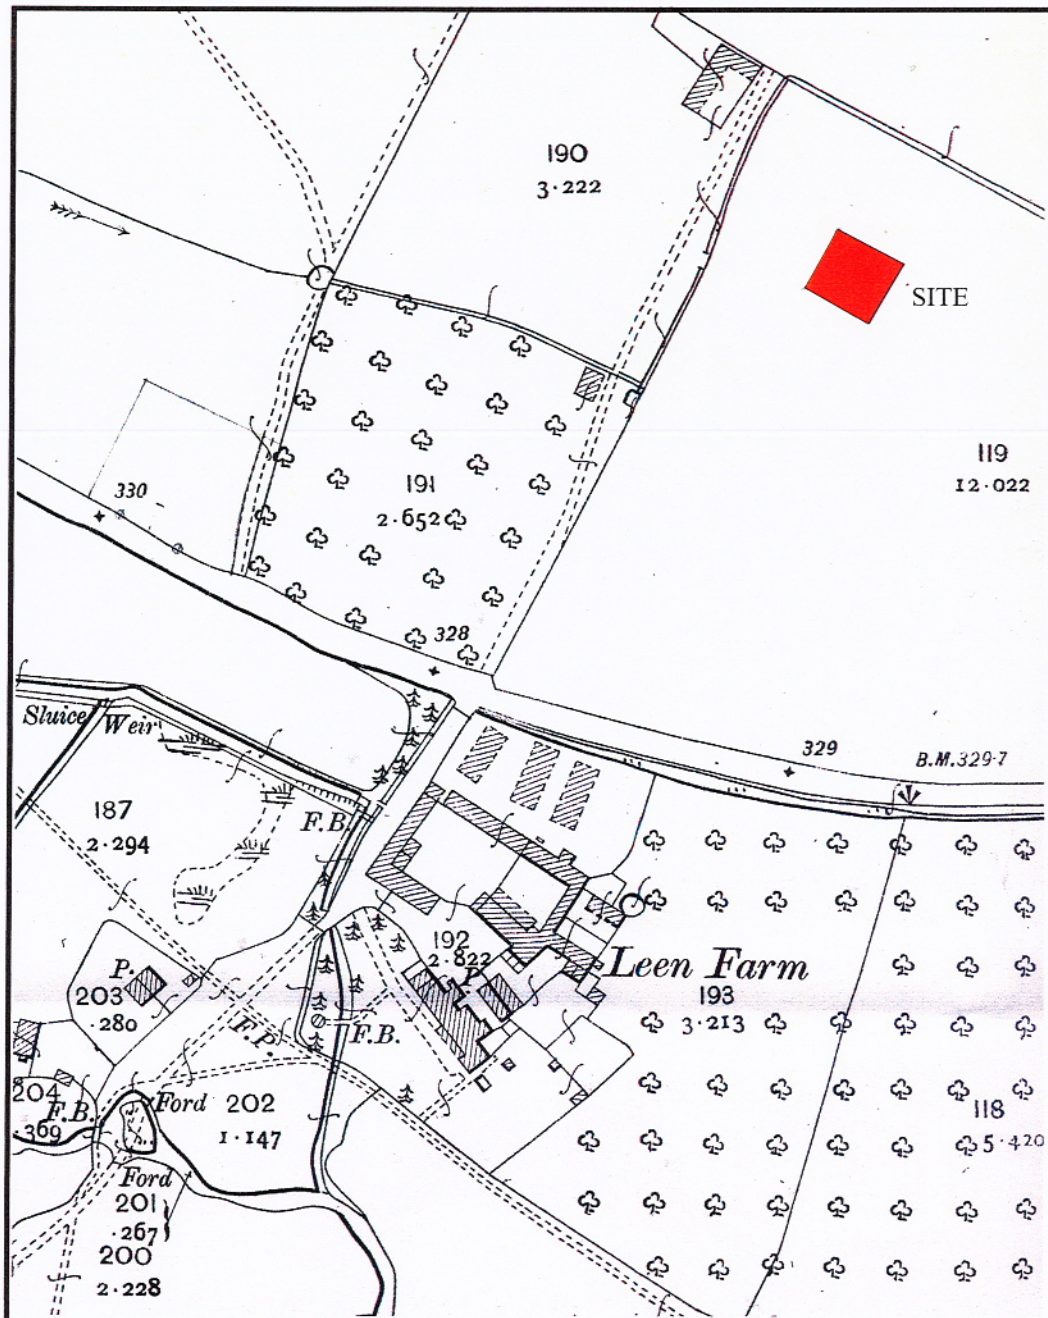 190
3·222
SITE
119
12·022
330
191
2·652
328
329
B.M.329·7
Sluice
Weir
187
2·294
F.B.
192
2·822
P.
Leen Farm
193
3·213
P.
203
·280
F.P.
F.B.
204
·369
F.B.
Ford
202
1·147
118
5·420
Ford
201
·267
200
2·228